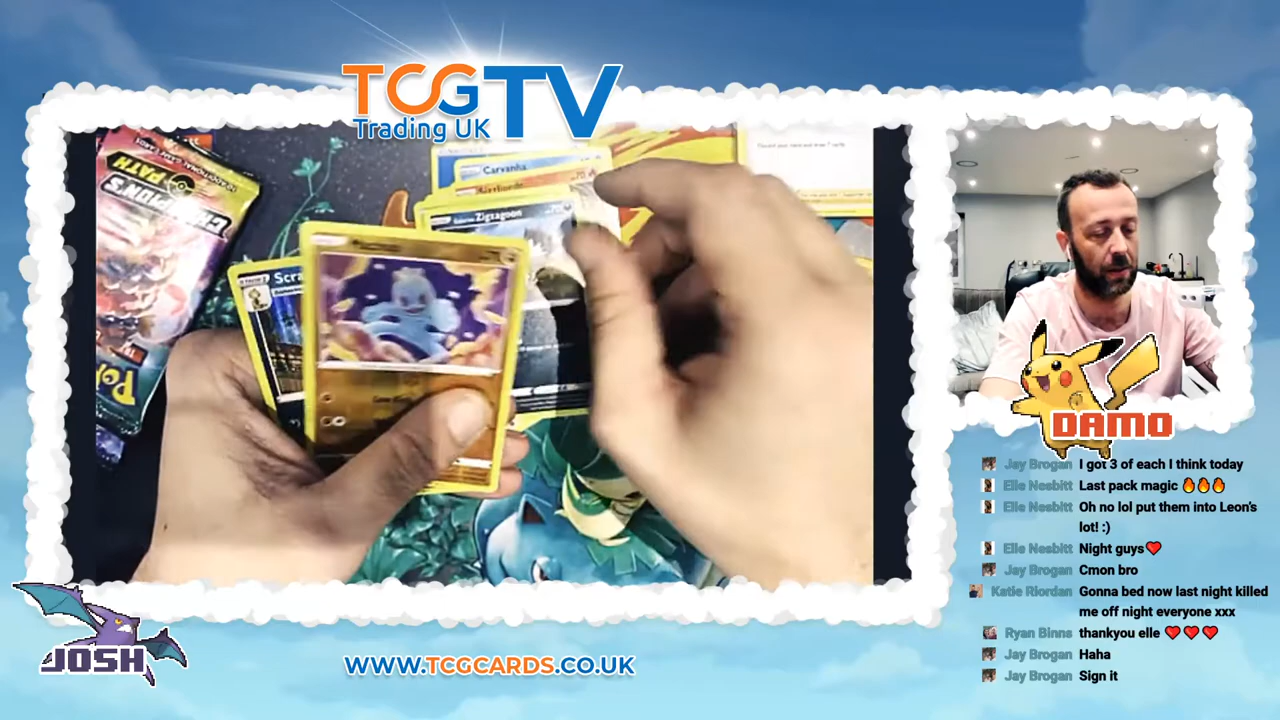 TCG TV
Trading UK
CHAMPION'S
PATH
Carvanha
Zigzagoon
Scra
DAMO
Jay Brogan I got 3 of each I think today
Elle Nesbitt Last pack magic 🔥🔥🔥
Elle Nesbitt Oh no lol put them into Leon's
lot! :)
Elle Nesbitt Night guys❤️
Jay Brogan Cmon bro
Katie Riordan Gonna bed now last night killed
me off night everyone xxx
Ryan Binns thankyou elle ❤️❤️❤️
Jay Brogan Haha
Jay Brogan Sign it
JOSH
WWW.TCGCARDS.CO.UK